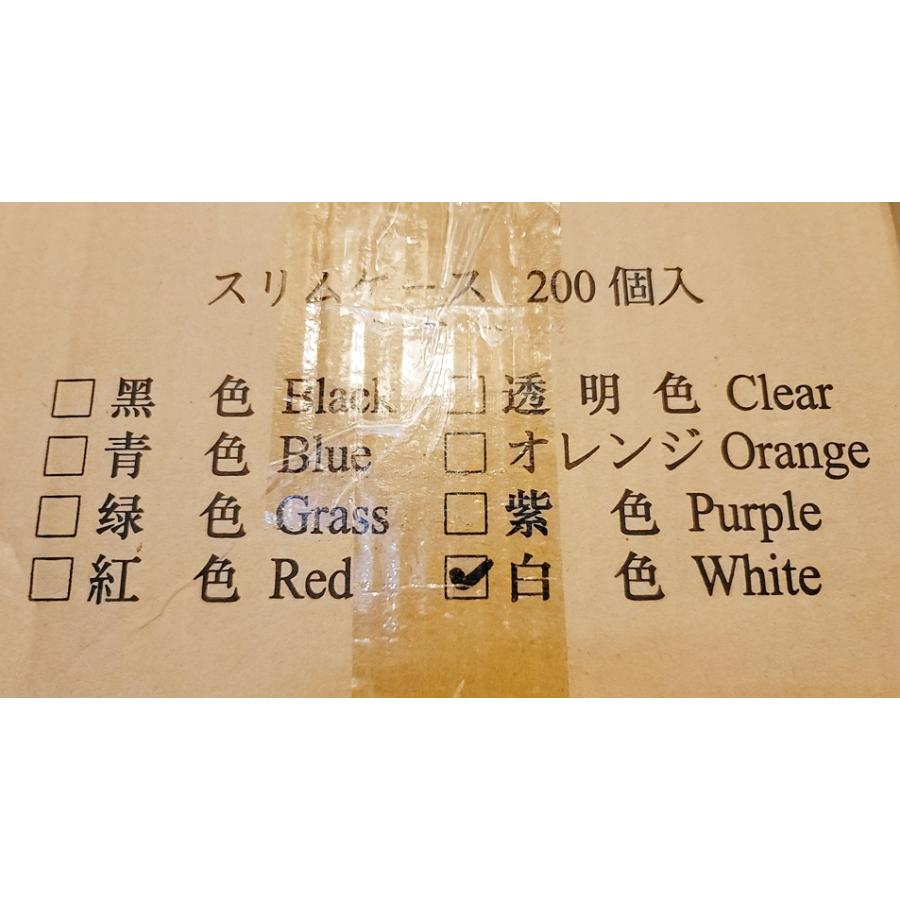 スリムケース 200個入
□黒 色 Black □透明色 Clear
□青 色 Blue □オレンジ Orange
□绿 色 Grass □紫 色 Purple
□紅 色 Red ☑白 色 White